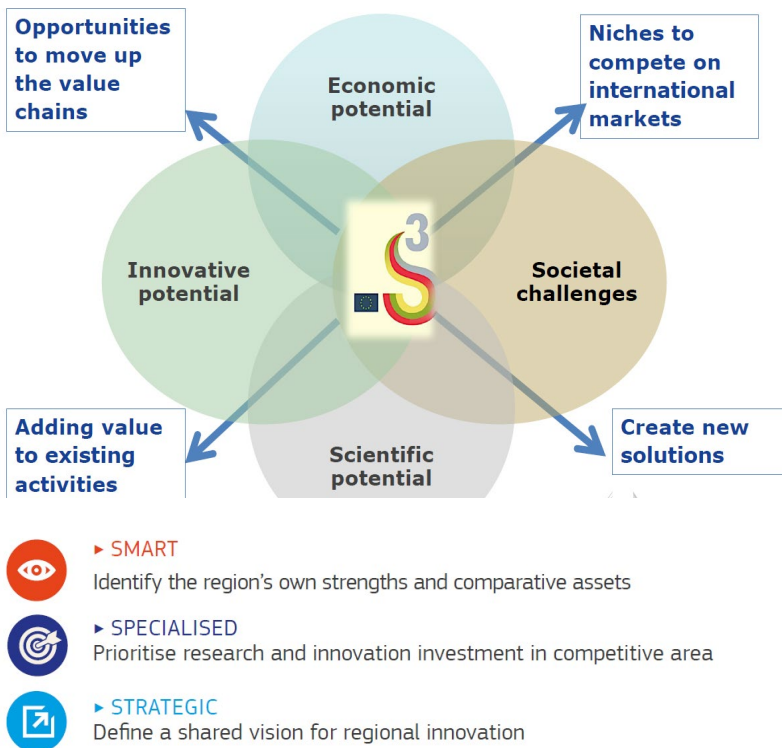 Opportunities
to move up
the value
chains
Economic
potential
Niches to
compete on
international
markets
3
S
Innovative
potential
Societal
challenges
Adding value
to existing
activities
Scientific
potential
Create new
solutions
▸ SMART
Identify the region's own strengths and comparative assets
▸ SPECIALISED
Prioritise research and innovation investment in competitive area
▸ STRATEGIC
Define a shared vision for regional innovation